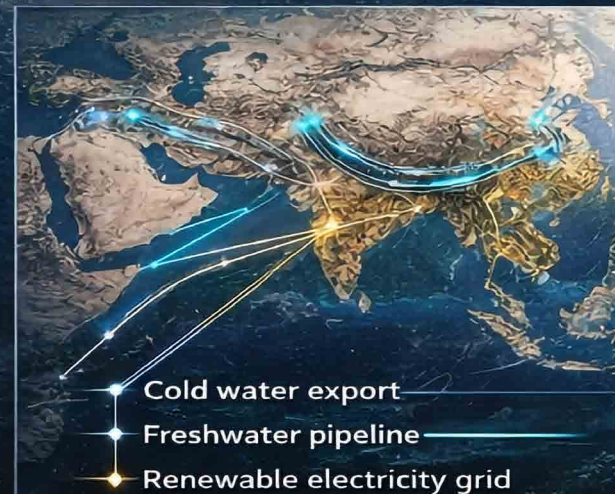 Cold water export
Freshwater pipeline
Renewable electricity grid